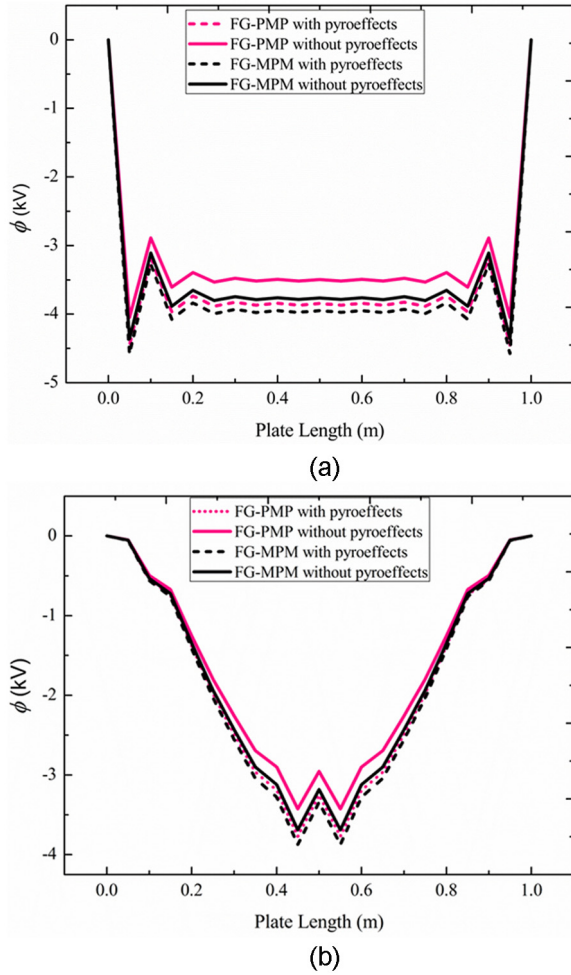 FG-PMP with pyroeffects
FG-PMP without pyroeffects
FG-MPM with pyroeffects
FG-MPM without pyroeffects
0
-1
-2
-3
-4
-5
ϕ (kV)
0.0 0.2 0.4 0.6 0.8 1.0
Plate Length (m)
(a)
FG-PMP with pyroeffects
FG-PMP without pyroeffects
FG-MPM with pyroeffects
FG-MPM without pyroeffects
0
-1
-2
-3
-4
ϕ (kV)
0.0 0.2 0.4 0.6 0.8 1.0
Plate Length (m)
(b)